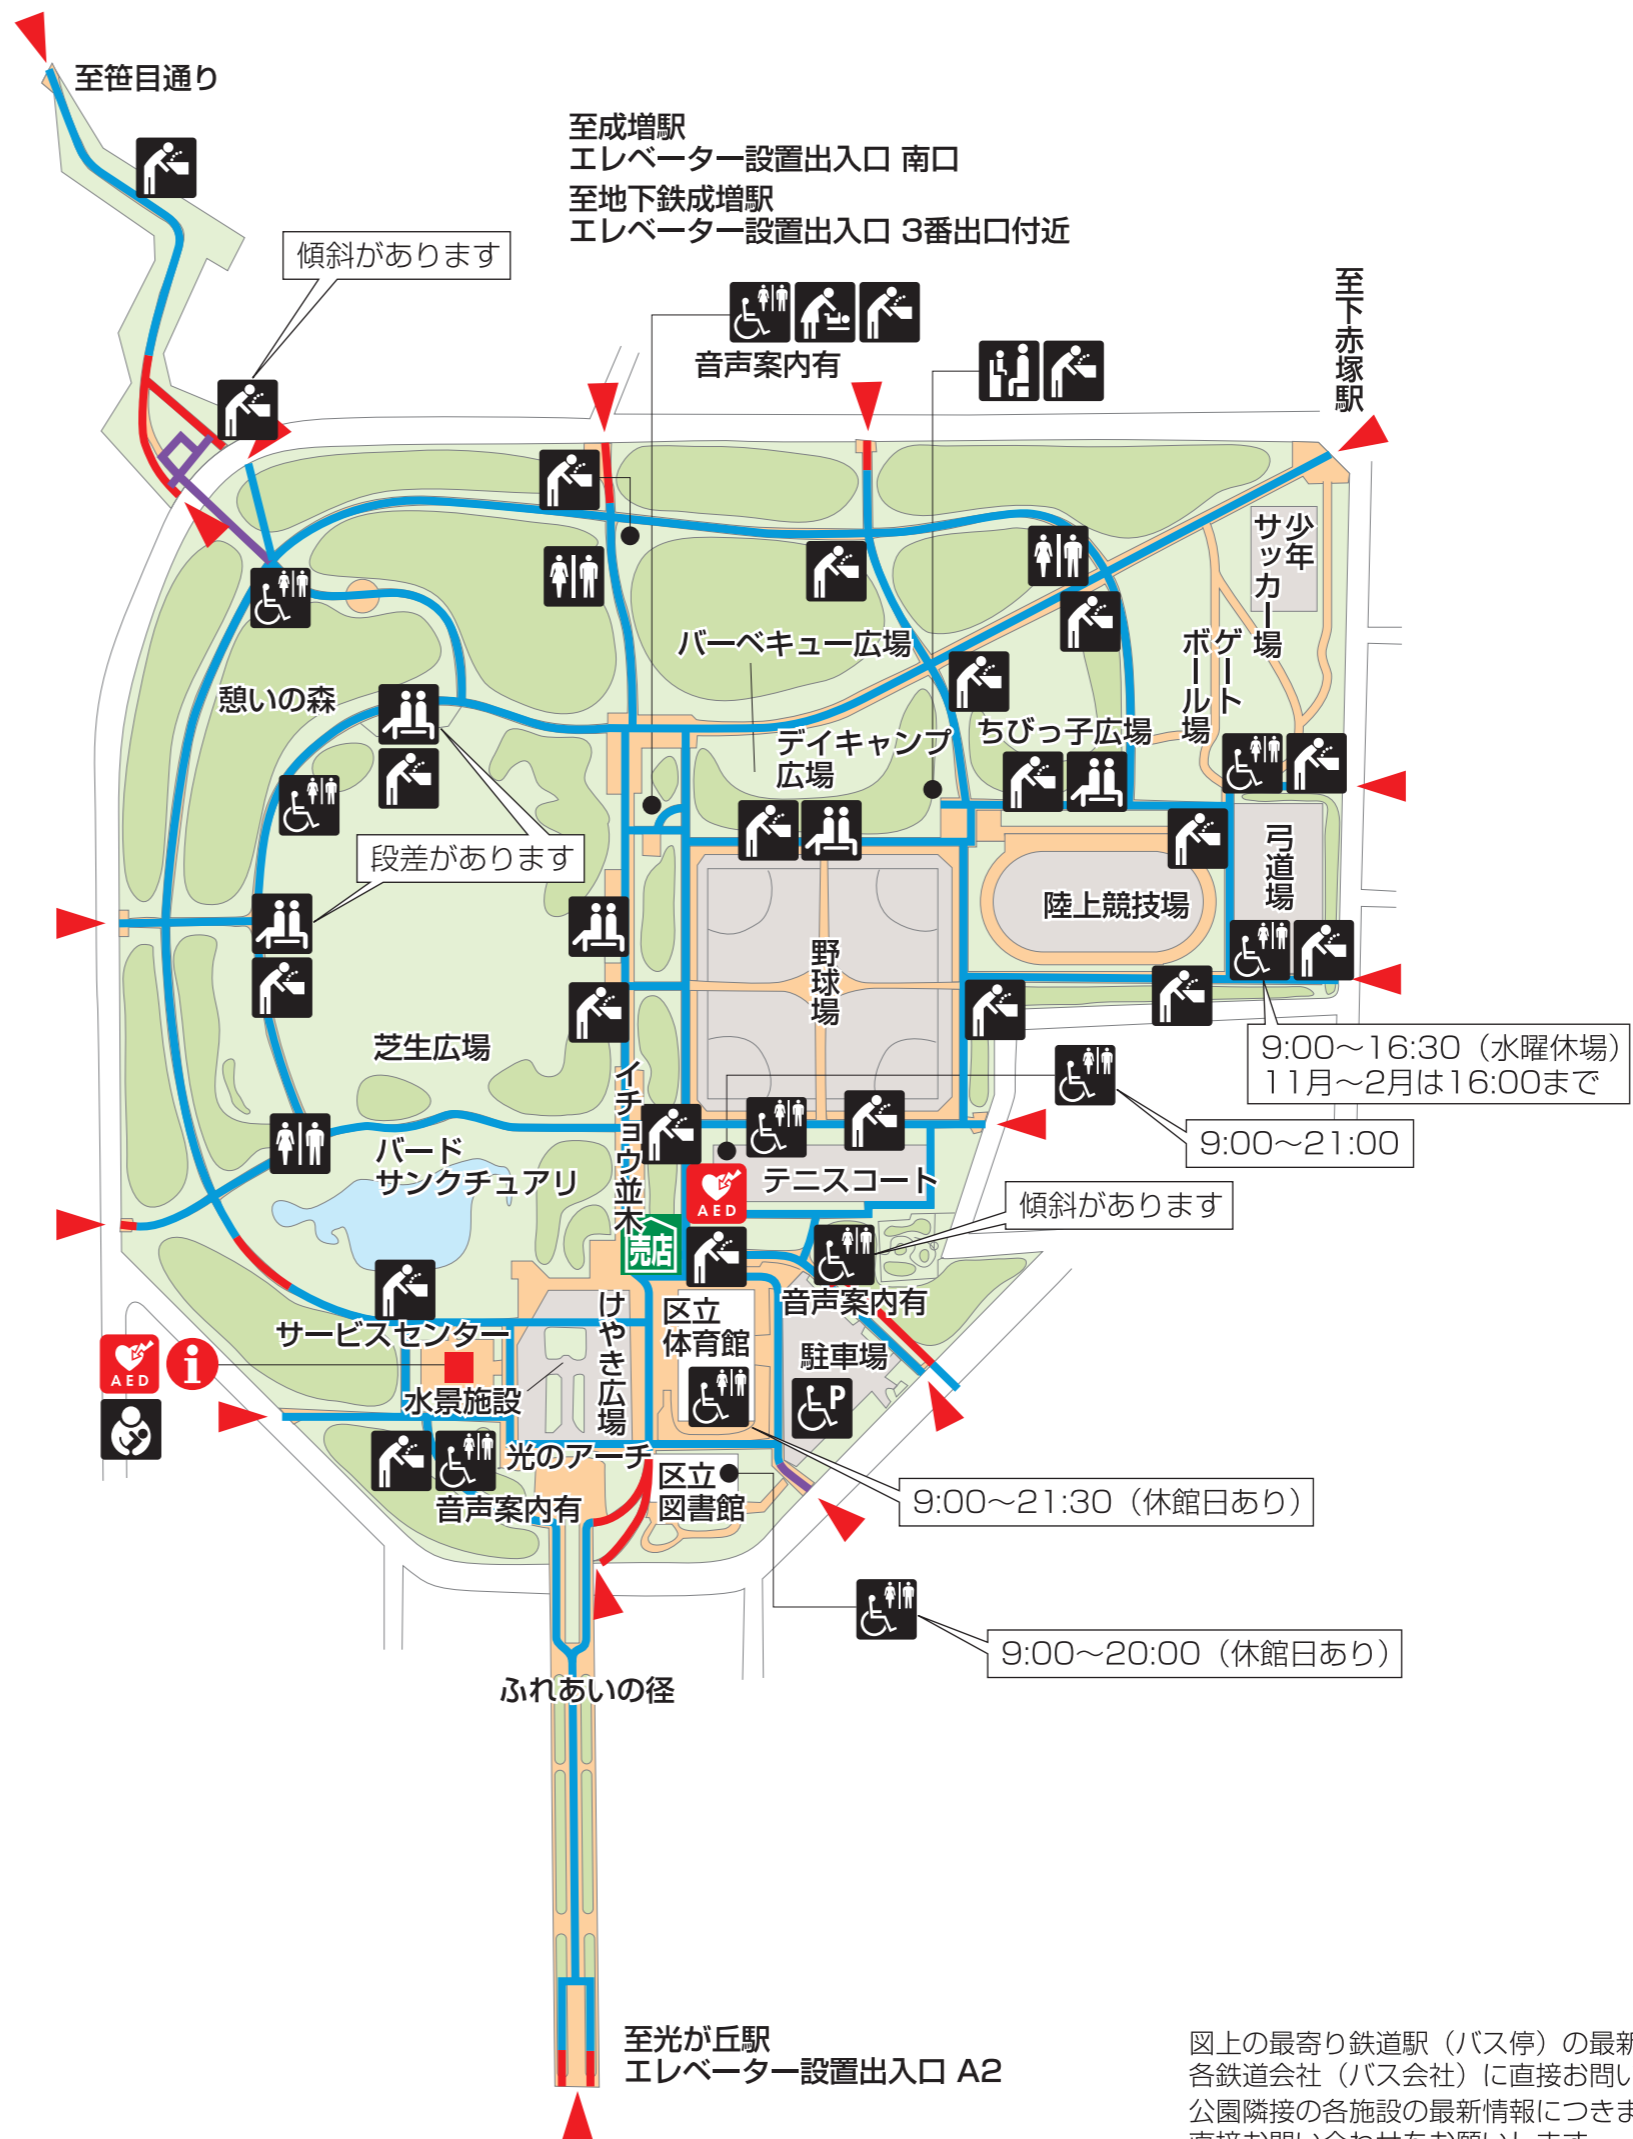 至笹目通り
至成増駅
エレベーター設置出入口 南口
至地下鉄成増駅
エレベーター設置出入口 3番出口付近
傾斜があります
至下赤塚駅
音声案内有
少年
サッカー場
ゲート
ボール場
バーベキュー広場
憩いの森
デイキャンプ
広場
ちびっ子広場
段差があります
弓道場
陸上競技場
野球場
芝生広場
9:00～16:30（水曜休場）
11月～2月は16:00まで
イチョウ並木
9:00～21:00
バード
サンクチュアリ
テニスコート
AED
傾斜があります
売店
音声案内有
けやき広場
区立
体育館
サービスセンター
駐車場
AED
i
P
水景施設
光のアーチ
区立
図書館
9:00～21:30（休館日あり）
音声案内有
9:00～20:00（休館日あり）
ふれあいの径
至光が丘駅
エレベーター設置出入口 A2
図上の最寄り鉄道駅（バス停）の最新
各鉄道会社（バス会社）に直接お問い
公園隣接の各施設の最新情報につきま
直接お問い合わせをお願いします